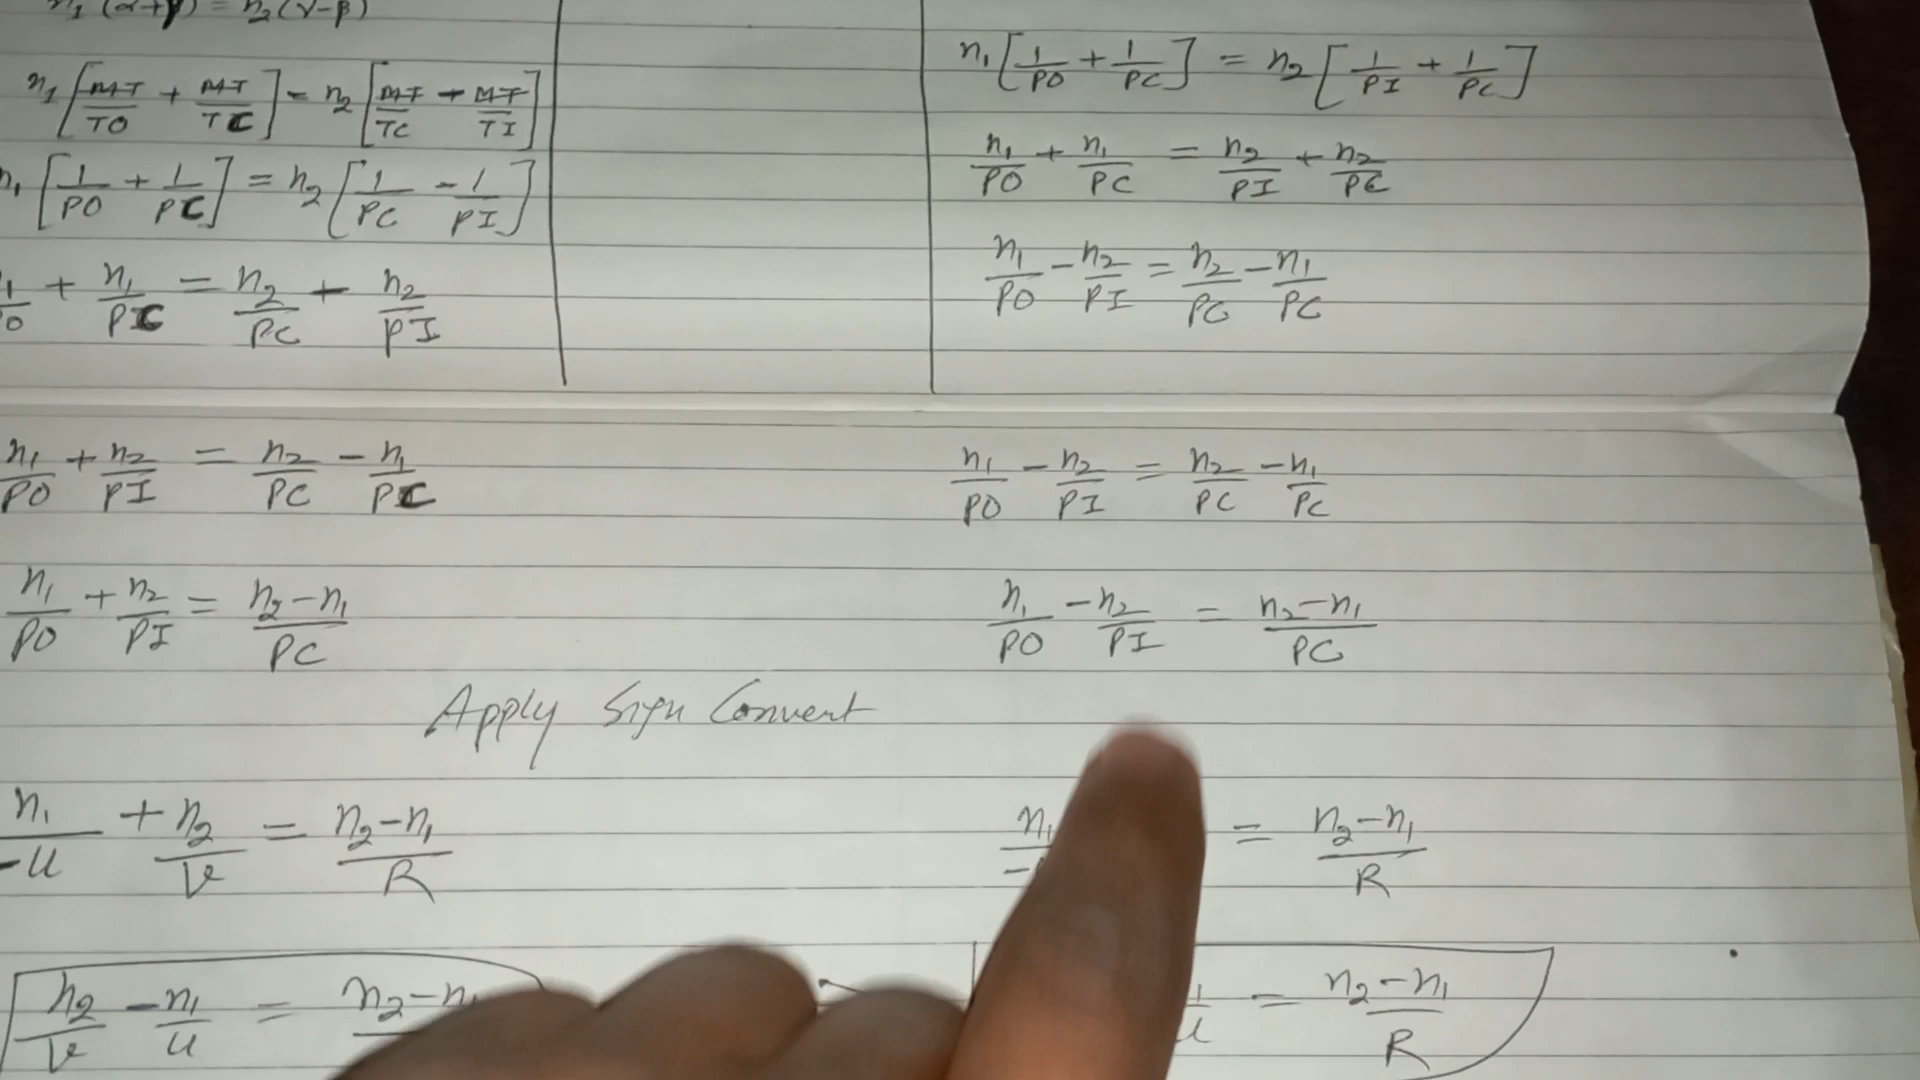 n₁(α+γ) = n₂(γ-β)
n₁[MT/TO + MT/TC] = n₂[MT/TC - MT/TI]
n₁[1/PO + 1/PC] = n₂[1/PC - 1/PI]
+ n₁/PC = n₂/PC + n₂/PI
n₁/PO + n₂/PI = n₂/PC - n₁/PC
n₁/PO + n₂/PI = n₂-n₁/PC
n₁[1/PO + 1/PC] = n₂[1/PI + 1/PC]
n₁/PO + n₁/PC = n₂/PI + n₂/PC
n₁/PO - n₂/PI = n₂/PC - n₁/PC
n₁/PO - n₂/PI = n₂/PC - n₁/PC
n₁/PO - n₂/PI = n₂-n₁/PC
Apply Sign Convent
n₁/-u + n₂/v = n₂-n₁/R
n₂/v - n₁/u = n₂-n₁
n₁/- = n₂-n₁/R
= n₂-n₁/R